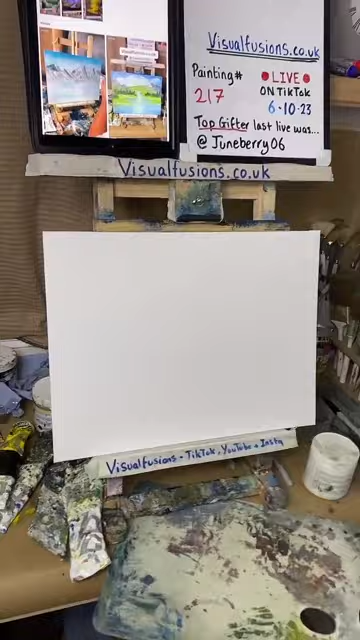 Visualfusions.co.uk
Painting#
217
LIVE
ON TikTok
6-10-23
Top Gifter last live was...
@ Juneberry06
Visualfusions.co.uk
Visualfusions - TikTok, YouTube + Insta